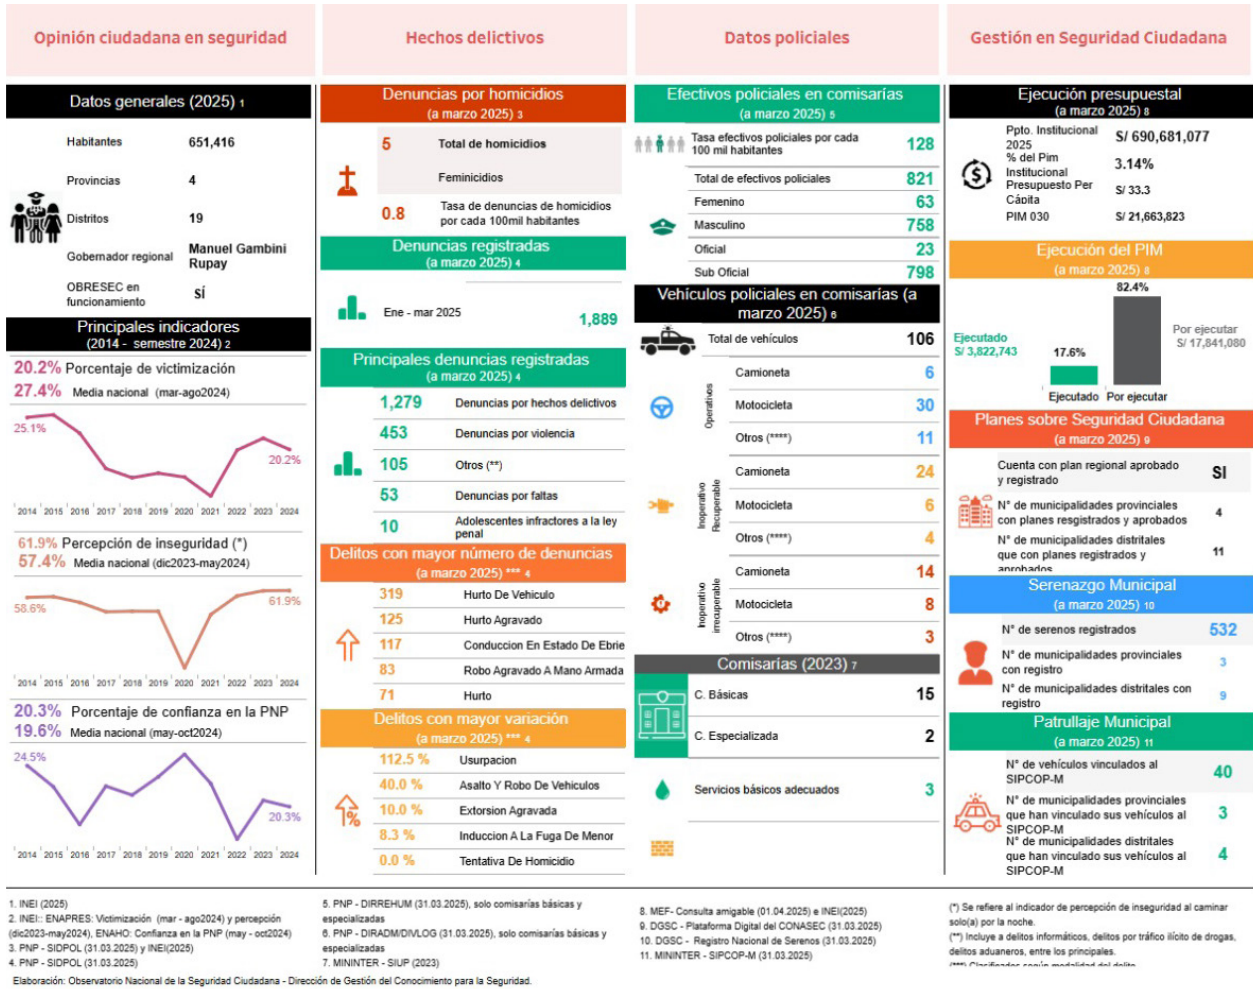 Opinión ciudadana en seguridad
Hechos delictivos
Datos policiales
Gestión en Seguridad Ciudadana
Datos generales (2025) 1
Habitantes 651,416
Provincias 4
Distritos 19
Gobernador regional Manuel Gambini
Rupay
OBRESEC en
funcionamiento SÍ
Principales indicadores
(2014 - semestre 2024) 2
20.2% Porcentaje de victimización
27.4% Media nacional (mar-ago2024)
25.1%
20.2%
2014 2015 2016 2017 2018 2019 2020 2021 2022 2023 2024
61.9% Percepción de inseguridad (*)
57.4% Media nacional (dic2023-may2024)
58.6%
61.9%
2014 2015 2016 2017 2018 2019 2020 2021 2022 2023 2024
20.3% Porcentaje de confianza en la PNP
19.6% Media nacional (may-oct2024)
24.5%
20.3%
2014 2015 2016 2017 2018 2019 2020 2021 2022 2023 2024
Denuncias por homicidios
(a marzo 2025) 3
5 Total de homicidios
Feminicidios
0.8 Tasa de denuncias de homicidios
por cada 100mil habitantes
Denuncias registradas
(a marzo 2025) 4
Ene - mar 2025 1,889
Principales denuncias registradas
(a marzo 2025) 4
1,279 Denuncias por hechos delictivos
453 Denuncias por violencia
105 Otros (**)
53 Denuncias por faltas
10 Adolescentes infractores a la ley
penal
Delitos con mayor número de denuncias
(a marzo 2025) *** 4
319 Hurto De Vehiculo
125 Hurto Agravado
117 Conduccion En Estado De Ebrie
83 Robo Agravado A Mano Armada
71 Hurto
Delitos con mayor variación
(a marzo 2025) *** 4
112.5 % Usurpacion
40.0 % Asalto Y Robo De Vehiculos
10.0 % Extorsion Agravada
8.3 % Induccion A La Fuga De Menor
0.0 % Tentativa De Homicidio
%
Efectivos policiales en comisarías
(a marzo 2025) 5
Tasa efectivos policiales por cada
100 mil habitantes 128
Total de efectivos policiales 821
Femenino 63
Masculino 758
Oficial 23
Sub Oficial 798
Vehículos policiales en comisarías (a
marzo 2025) 6
Total de vehículos 106
Operativos
Camioneta 6
Motocicleta 30
Otros (****) 11
Inoperativo
Recuperable
Camioneta 24
Motocicleta 6
Otros (****) 4
Inoperativo
irrecuperable
Camioneta 14
Motocicleta 8
Otros (****) 3
Comisarías (2023) 7
C. Básicas 15
C. Especializada 2
Servicios básicos adecuados 3
Ejecución presupuestal
(a marzo 2025) 8
Ppto. Institucional
2025 S/ 690,681,077
% del Pim
Institucional 3.14%
Presupuesto Per
Cápita S/ 33.3
PIM 030 S/ 21,663,823
Ejecución del PIM
(a marzo 2025) 8
82.4%
Ejecutado
S/ 3,822,743
17.6%
Por ejecutar
S/ 17,841,080
Ejecutado Por ejecutar
Planes sobre Seguridad Ciudadana
(a marzo 2025) 9
Cuenta con plan regional aprobado
y registrado SI
N° de municipalidades provinciales
con planes resgistrados y aprobados 4
N° de municipalidades distritales
que con planes registrados y
aprobados 11
Serenazgo Municipal
(a marzo 2025) 10
N° de serenos registrados 532
N° de municipalidades provinciales
con registro 3
N° de municipalidades distritales con
registro 9
Patrullaje Municipal
(a marzo 2025) 11
N° de vehículos vinculados al
SIPCOP-M 40
N° de municipalidades provinciales
que han vinculado sus vehículos al
SIPCOP-M 3
N° de municipalidades distritales
que han vinculado sus vehículos al
SIPCOP-M 4
1. INEI (2025)
2. INEI:: ENAPRES: Victimización (mar - ago2024) y percepción
(dic2023-may2024), ENAHO: Confianza en la PNP (may - oct2024)
3. PNP - SIDPOL (31.03.2025) y INEI(2025)
4. PNP - SIDPOL (31.03.2025)
5. PNP - DIRREHUM (31.03.2025), solo comisarías básicas y
especializadas
6. PNP - DIRADM/DIVLOG (31.03.2025), solo comisarías básicas y
especializadas
7. MININTER - SIUP (2023)
8. MEF- Consulta amigable (01.04.2025) e INEI(2025)
9. DGSC - Plataforma Digital del CONASEC (31.03.2025)
10. DGSC - Registro Nacional de Serenos (31.03.2025)
11. MININTER - SIPCOP-M (31.03.2025)
(*) Se refiere al indicador de percepción de inseguridad al caminar
solo(a) por la noche.
(**) Incluye a delitos informáticos, delitos por tráfico ilícito de drogas,
delitos aduaneros, entre los principales.
(***) Clasificados según modalidad del delito
Elaboración: Observatorio Nacional de la Seguridad Ciudadana - Dirección de Gestión del Conocimiento para la Seguridad.